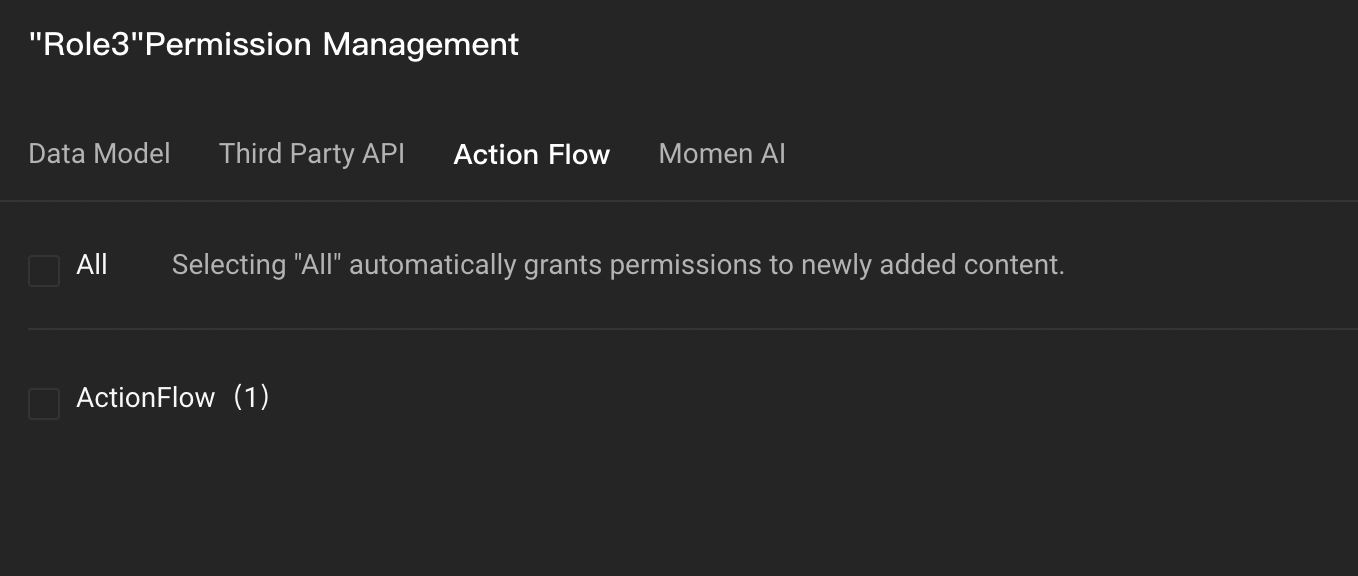 "Role3"Permission Management
Data Model Third Party API Action Flow Momen AI
All Selecting "All" automatically grants permissions to newly added content.
ActionFlow（1）